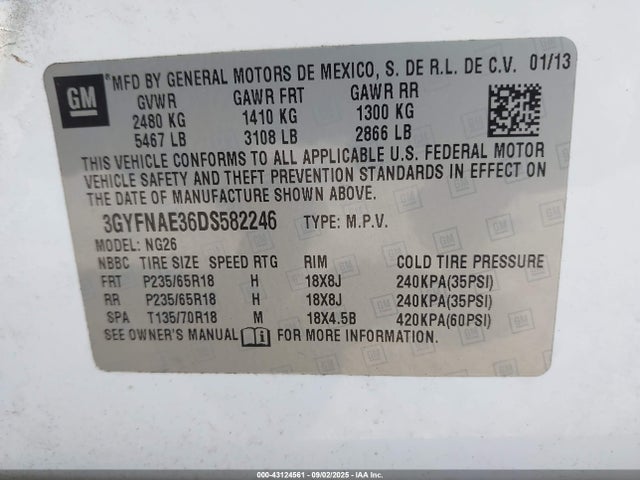 GM
*MFD BY GENERAL MOTORS DE MEXICO, S. DE R.L. DE C.V. 01/13
GVWR GAWR FRT GAWR RR
2480 KG 1410 KG 1300 KG
5467 LB 3108 LB 2866 LB
THIS VEHICLE CONFORMS TO ALL APPLICABLE U.S. FEDERAL MOTOR
VEHICLE SAFETY AND THEFT PREVENTION STANDARDS IN EFFECT ON
THE DATE OF MANUFACTURE SHOWN ABOVE.
3GYFNAE36DS582246 TYPE: M.P.V.
MODEL: NG26
NBBC TIRE SIZE SPEED RTG RIM COLD TIRE PRESSURE
FRT P235/65R18 H 18X8J 240KPA(35PSI)
RR P235/65R18 H 18X8J 240KPA(35PSI)
SPA T135/70R18 M 18X4.5B 420KPA(60PSI)
SEE OWNER'S MANUAL FOR MORE INFORMATION.
000-43124561 - 09/02/2025 - IAAI.com